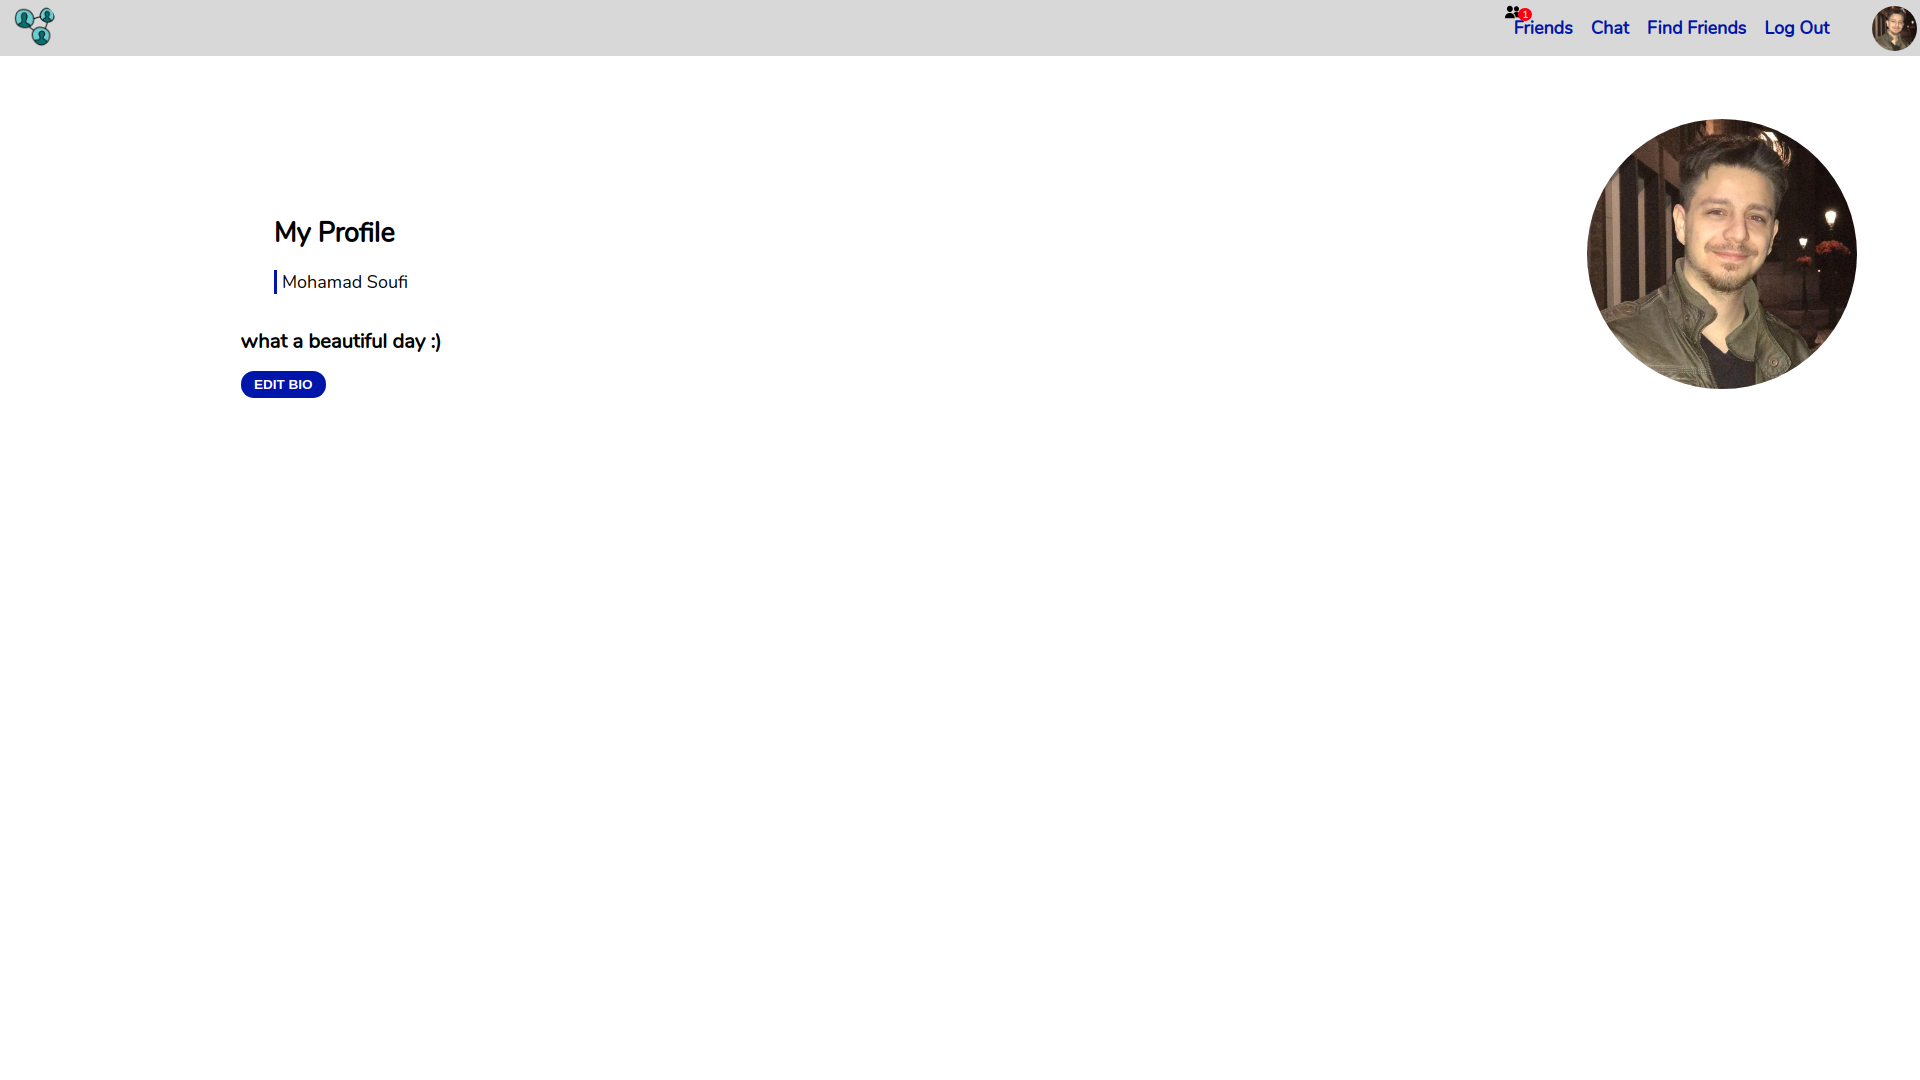 1
Friends Chat Find Friends Log Out
My Profile
Mohamad Soufi
what a beautiful day :)
EDIT BIO